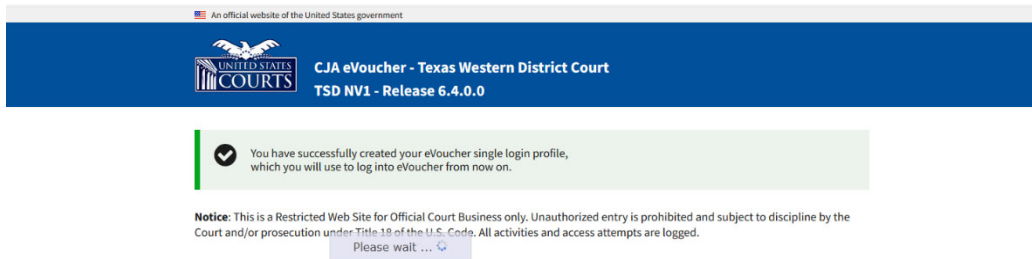 An official website of the United States government
UNITED STATES
COURTS
CJA eVoucher - Texas Western District Court
TSD NV1 - Release 6.4.0.0
You have successfully created your eVoucher single login profile,
which you will use to log into eVoucher from now on.
Notice: This is a Restricted Web Site for Official Court Business only. Unauthorized entry is prohibited and subject to discipline by the
Court and/or prosecution under Title 18 of the U.S. Code. All activities and access attempts are logged.
Please wait ...